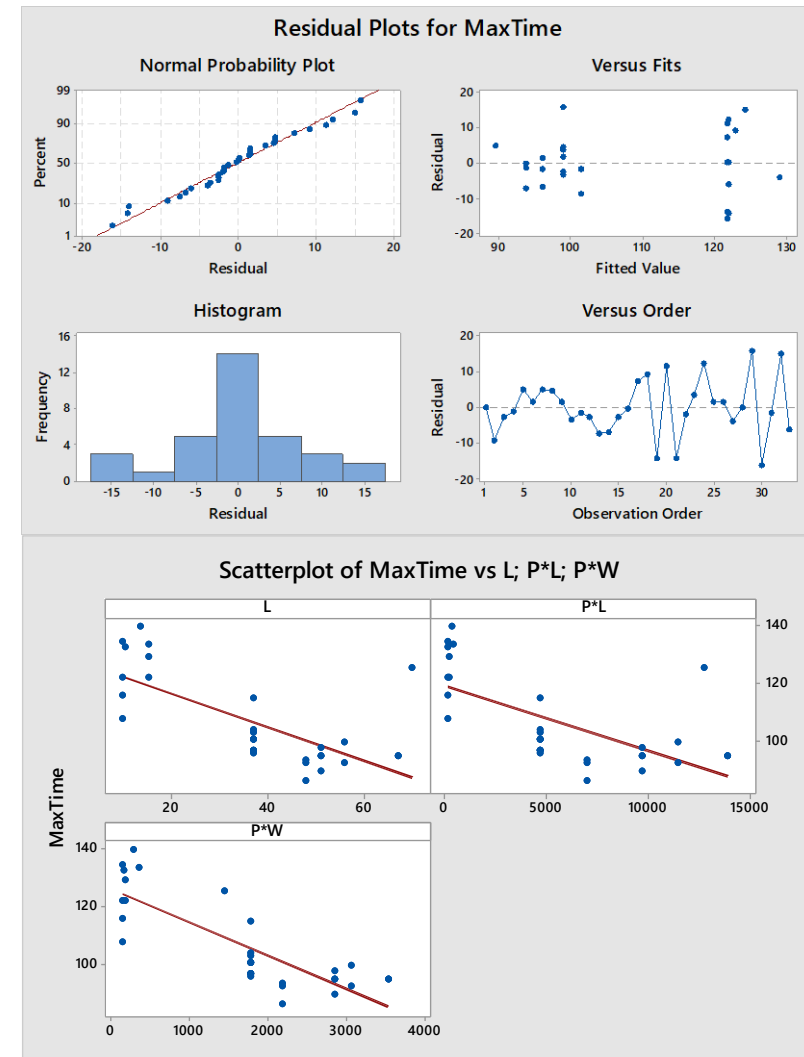 Residual Plots for MaxTime
Normal Probability Plot
99
90
50
10
1
Percent
-20 -10 0 10 20
Residual
Versus Fits
20
10
0
-10
-20
Residual
90 100 110 120 130
Fitted Value
Histogram
16
12
8
4
0
Frequency
-15 -10 -5 0 5 10 15
Residual
Versus Order
20
10
0
-10
-20
Residual
1 5 10 15 20 25 30
Observation Order
Scatterplot of MaxTime vs L; P*L; P*W
L
P*L
140
120
100
20 40 60
0 5000 10000 15000
MaxTime
P*W
140
120
100
0 1000 2000 3000 4000